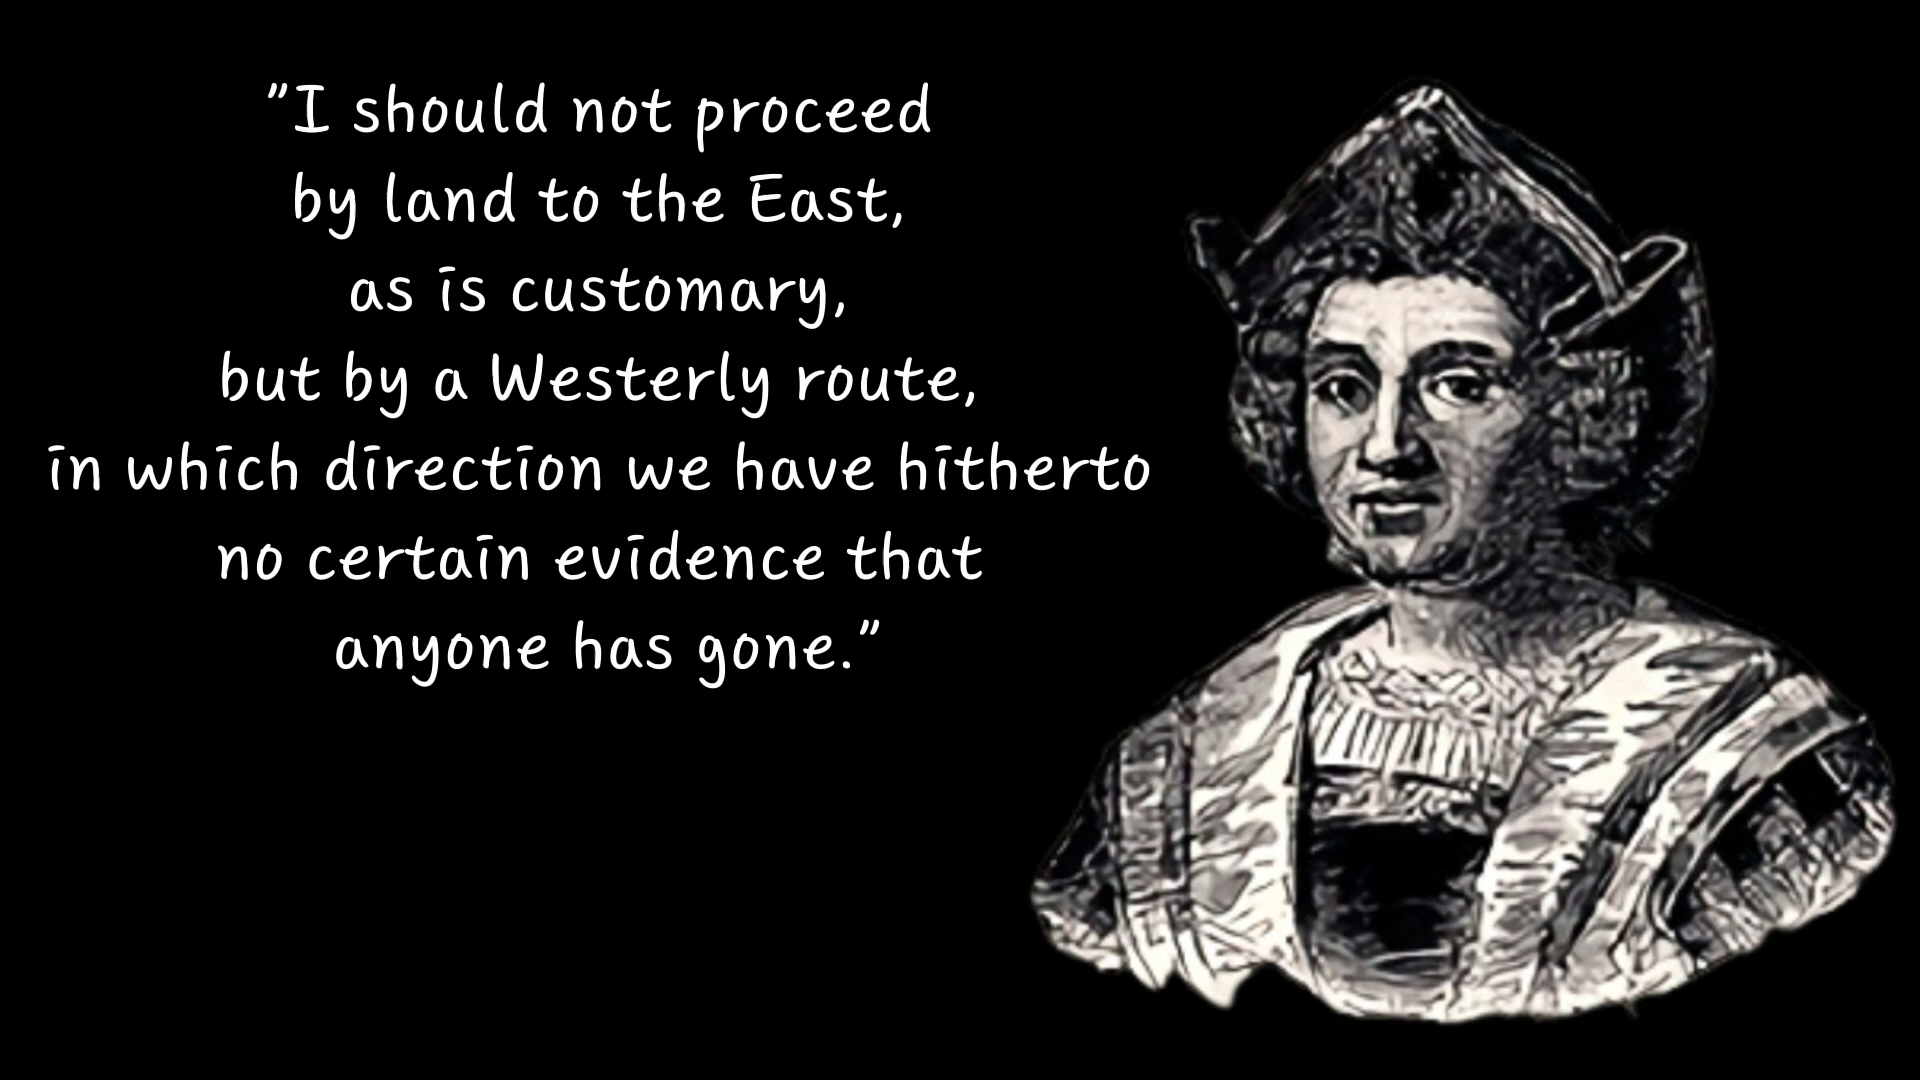 "I should not proceed
by land to the East,
as is customary,
but by a Westerly route,
in which direction we have hitherto
no certain evidence that
anyone has gone."